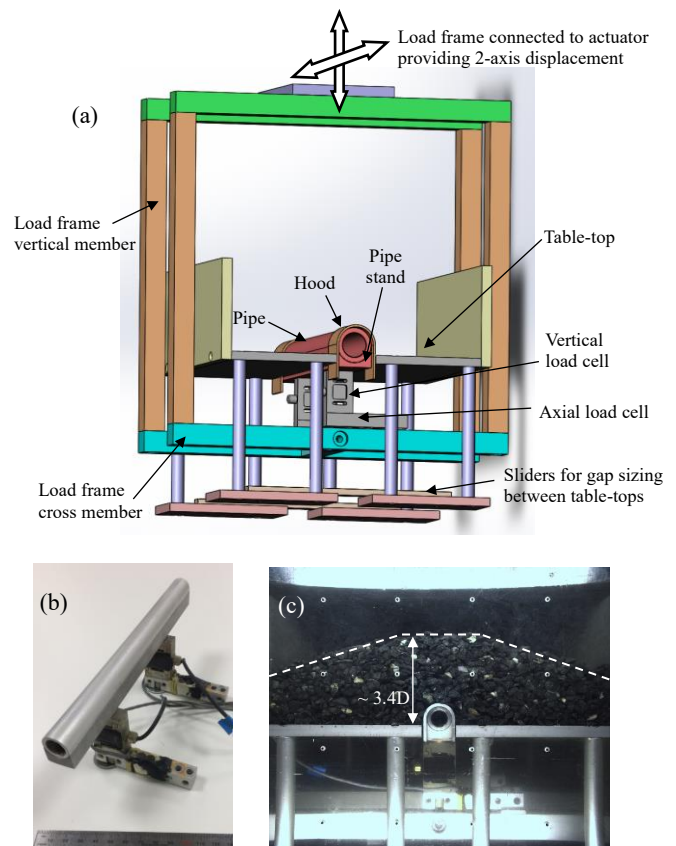 Load frame connected to actuator
providing 2-axis displacement
(a)
Load frame
vertical member
Table-top
Pipe
stand
Hood
Pipe
Vertical
load cell
Axial load cell
Sliders for gap sizing
between table-tops
Load frame
cross member
(b)
(c)
~ 3.4D